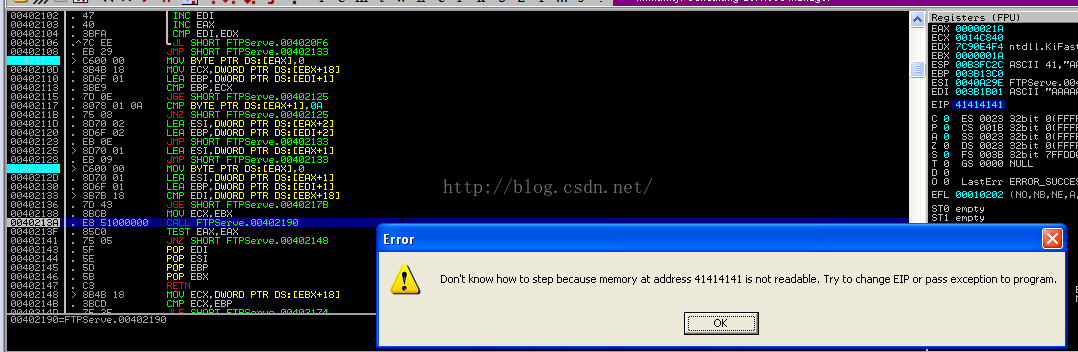 00402102 . 47 INC EDI
00402103 . 40 INC EAX
00402104 . 3BFA CMP EDI,EDX
00402106 .^7C EE JL SHORT FTPServe.004020F6
00402108 . EB 29 JMP SHORT FTPServe.00402133
> C600 00 MOV BYTE PTR DS:[EAX],0
0040210D . 8B4B 18 MOV ECX,DWORD PTR DS:[EBX+18]
00402110 . 8D6F 01 LEA EBP,DWORD PTR DS:[EDI+1]
00402113 . 3BE9 CMP EBP,ECX
00402115 . 7D 0E JGE SHORT FTPServe.00402125
00402117 . 8078 01 0A CMP BYTE PTR DS:[EAX+1],0A
0040211B . 75 08 JNZ SHORT FTPServe.00402125
0040211D . 8D70 02 LEA ESI,DWORD PTR DS:[EAX+2]
00402120 . 8D6F 02 LEA EBP,DWORD PTR DS:[EDI+2]
00402123 . EB 0E JMP SHORT FTPServe.00402133
00402125 > 8D70 01 LEA ESI,DWORD PTR DS:[EAX+1]
00402128 . EB 09 JMP SHORT FTPServe.00402133
> C600 00 MOV BYTE PTR DS:[EAX],0
0040212D . 8D70 01 LEA ESI,DWORD PTR DS:[EAX+1]
00402130 . 8D6F 01 LEA EBP,DWORD PTR DS:[EDI+1]
00402133 > 3B7B 18 CMP EDI,DWORD PTR DS:[EBX+18]
00402136 . 7D 43 JGE SHORT FTPServe.0040217B
00402138 . 8BCB MOV ECX,EBX
0040213A . E8 51000000 CALL FTPServe.00402190
0040213F . 85C0 TEST EAX,EAX
00402141 . 75 05 JNZ SHORT FTPServe.00402148
00402143 . 5F POP EDI
00402144 . 5E POP ESI
00402145 . 5D POP EBP
00402146 . 5B POP EBX
00402147 . C3 RETN
00402148 > 8B4B 18 MOV ECX,DWORD PTR DS:[EBX+18]
0040214B . 3BCD CMP ECX,EBP
00402190=FTPServe.00402190
Registers (FPU)
EAX 0000021A
ECX 0014C840
EDX 7C90E4F4 ntdll.KiFast
EBX 0000001A
ESP 00B3FC2C ASCII 41,"AA
EBP 003B13C0
ESI 0040A29E FTPServe.004
EDI 003B1B01 ASCII "AAAAA
EIP 41414141
C 0 ES 0023 32bit 0(FFFF
P 0 CS 001B 32bit 0(FFFF
A 0 SS 0023 32bit 0(FFFF
Z 0 DS 0023 32bit 0(FFFF
S 0 FS 003B 32bit 7FFDD0
T 0 GS 0000 NULL
D 0
O 0 LastErr ERROR_SUCCES
EFL 00010202 (NO,NB,NE,A,
ST0 empty
ST1 empty
http://blog.csdn.net/
Error
Don't know how to step because memory at address 41414141 is not readable. Try to change EIP or pass exception to program.
OK